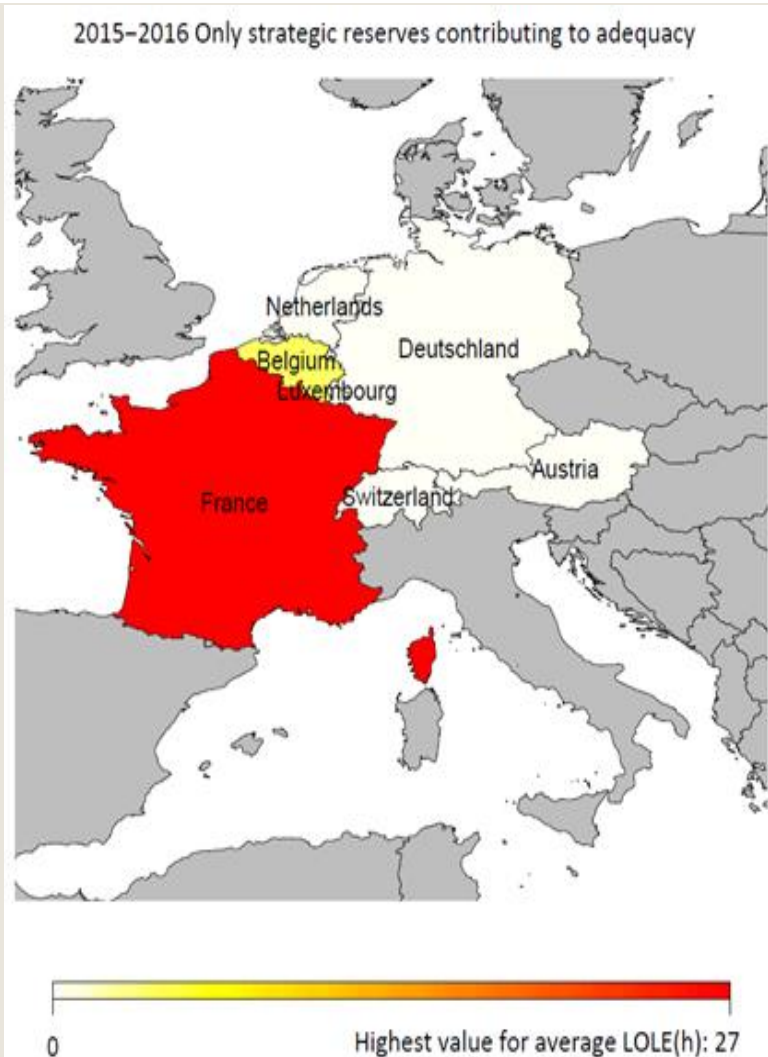 2015–2016 Only strategic reserves contributing to adequacy
Netherlands
Belgium
Deutschland
Luxembourg
Austria
Switzerland
France
0
Highest value for average LOLE(h): 27